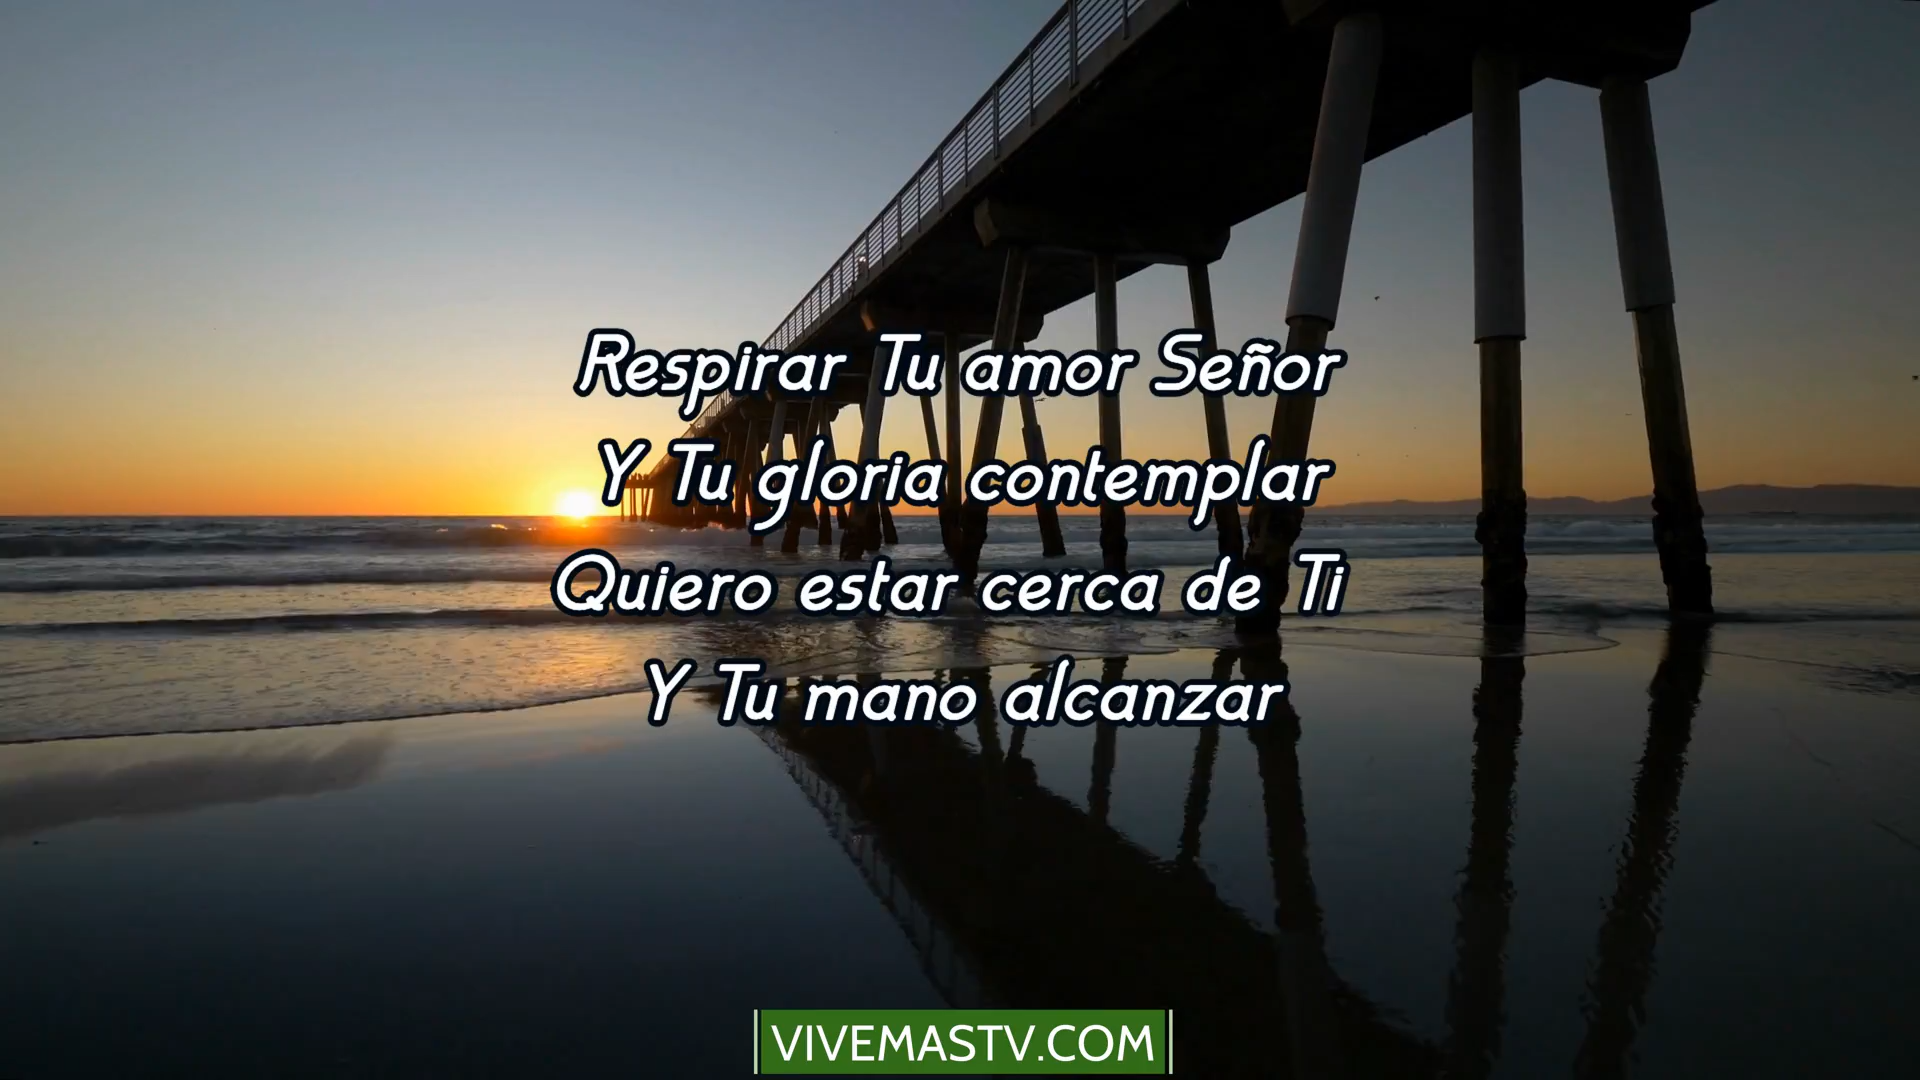 Respirar Tu amor Señor
Y Tu gloria contemplar
Quiero estar cerca de Ti
Y Tu mano alcanzar
VIVEMASTV.COM